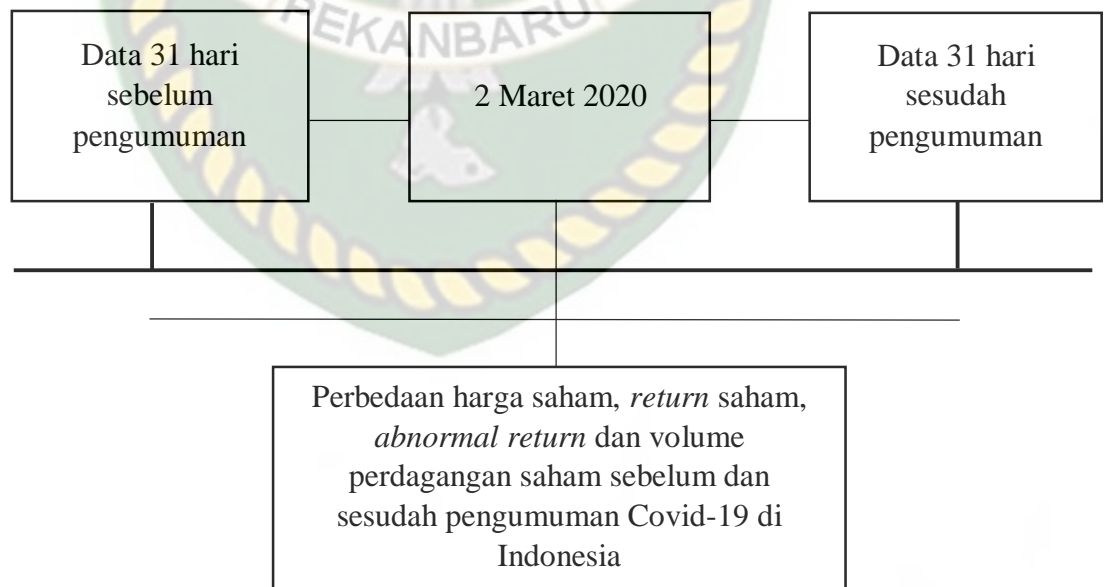 PEKANBARU
Data 31 hari
sebelum
pengumuman
2 Maret 2020
Data 31 hari
sesudah
pengumuman
Perbedaan harga saham, return saham,
abnormal return dan volume
perdagangan saham sebelum dan
sesudah pengumuman Covid-19 di
Indonesia